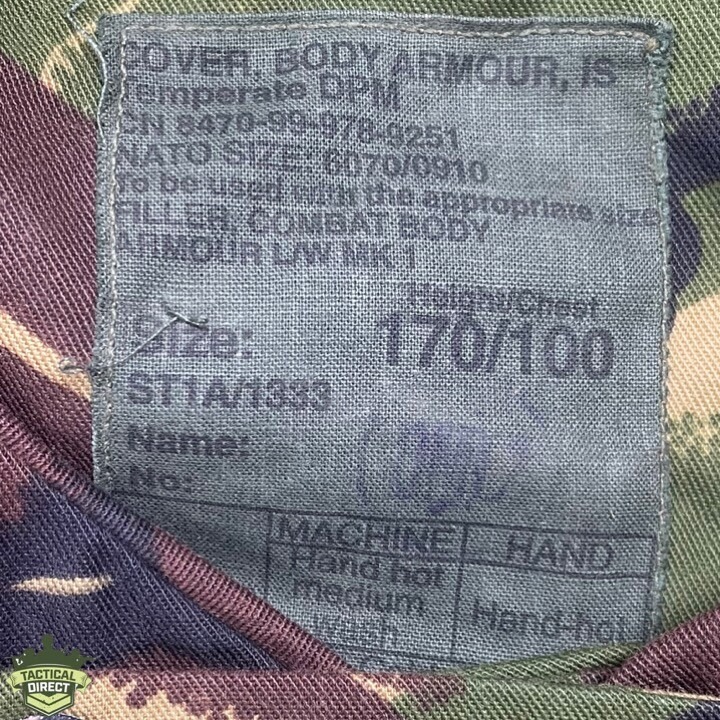 COVER, BODY ARMOUR, IS
Temperate DPM
CN 8470-99-978-9251
NATO SIZE: 6070/0910
To be used with the appropriate size
FILLER, COMBAT BODY
ARMOUR L/W MK 1
Height/Chest
Size: 170/100
ST1A/1333
Name:
No:
MACHINE HAND
Hand hot Hand-hot
medium
TACTICAL
DIRECT